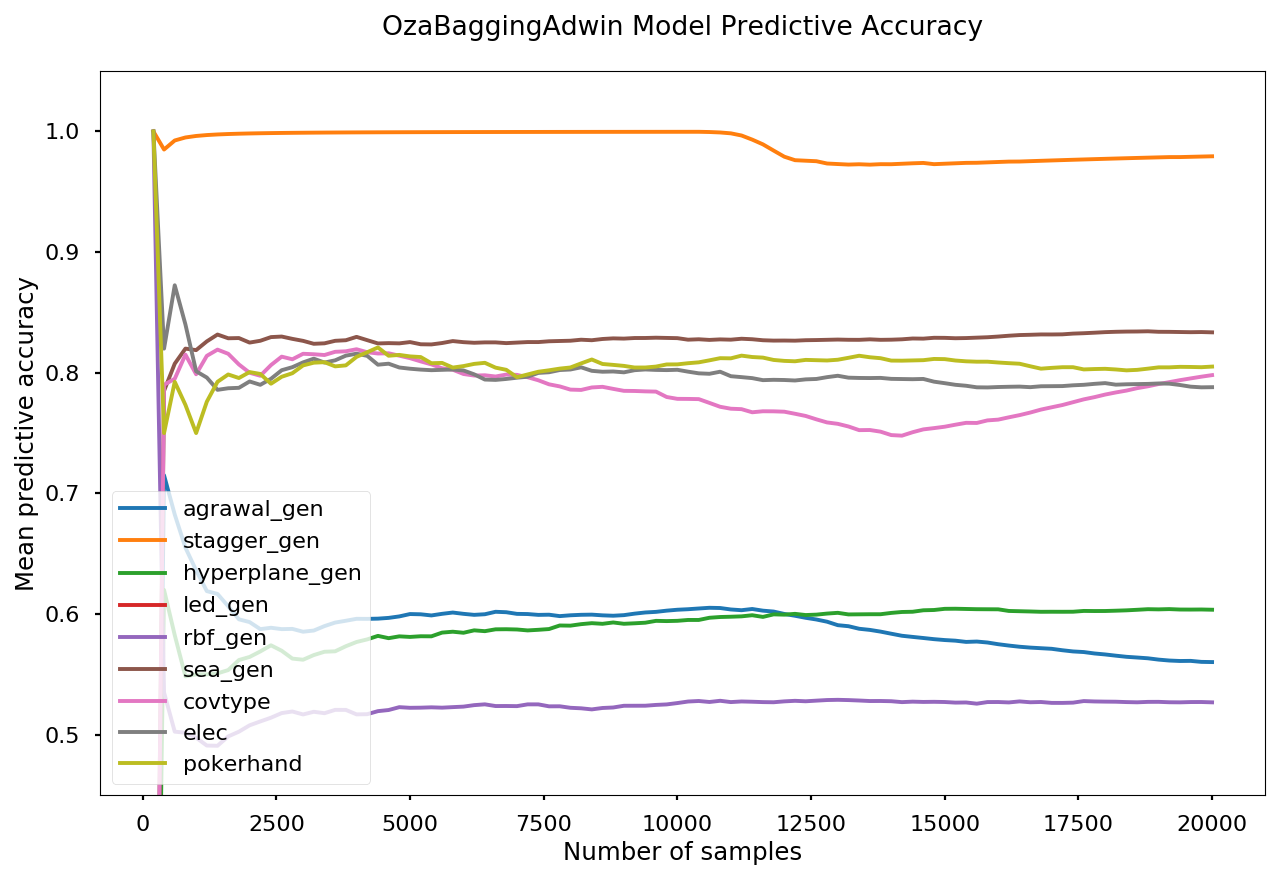 OzaBaggingAdwin Model Predictive Accuracy
Mean predictive accuracy
1.0
0.9
0.8
0.7
0.6
0.5
agrawal_gen
stagger_gen
hyperplane_gen
led_gen
rbf_gen
sea_gen
covtype
elec
pokerhand
0 2500 5000 7500 10000 12500 15000 17500 20000
Number of samples